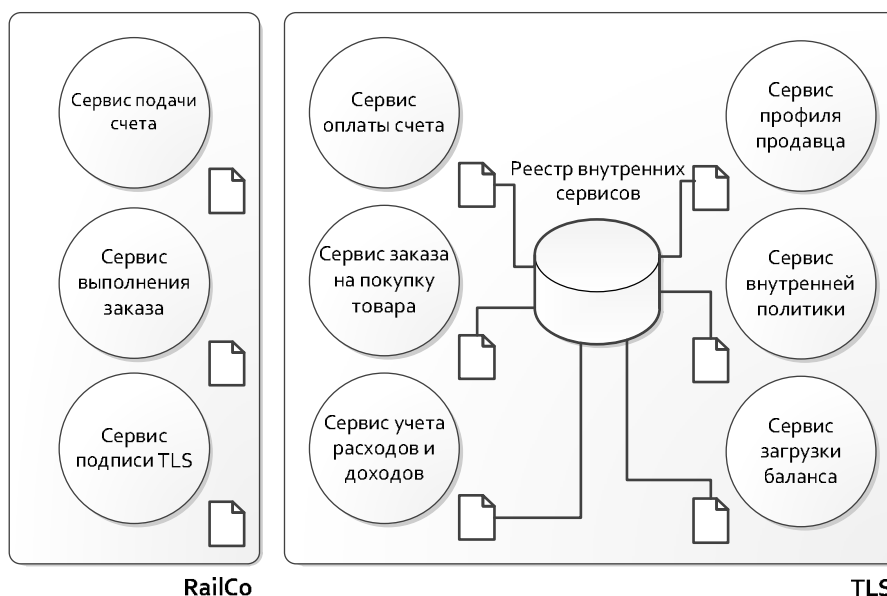 Сервис подачи
счета
Сервис
выполнения
заказа
Сервис
подписи TLS
RailCo
Сервис
оплаты счета
Сервис заказа
на покупку
товара
Сервис учета
расходов и
доходов
Реестр внутренних
сервисов
Сервис
профиля
продавца
Сервис
внутренней
политики
Сервис
загрузки
баланса
TLS